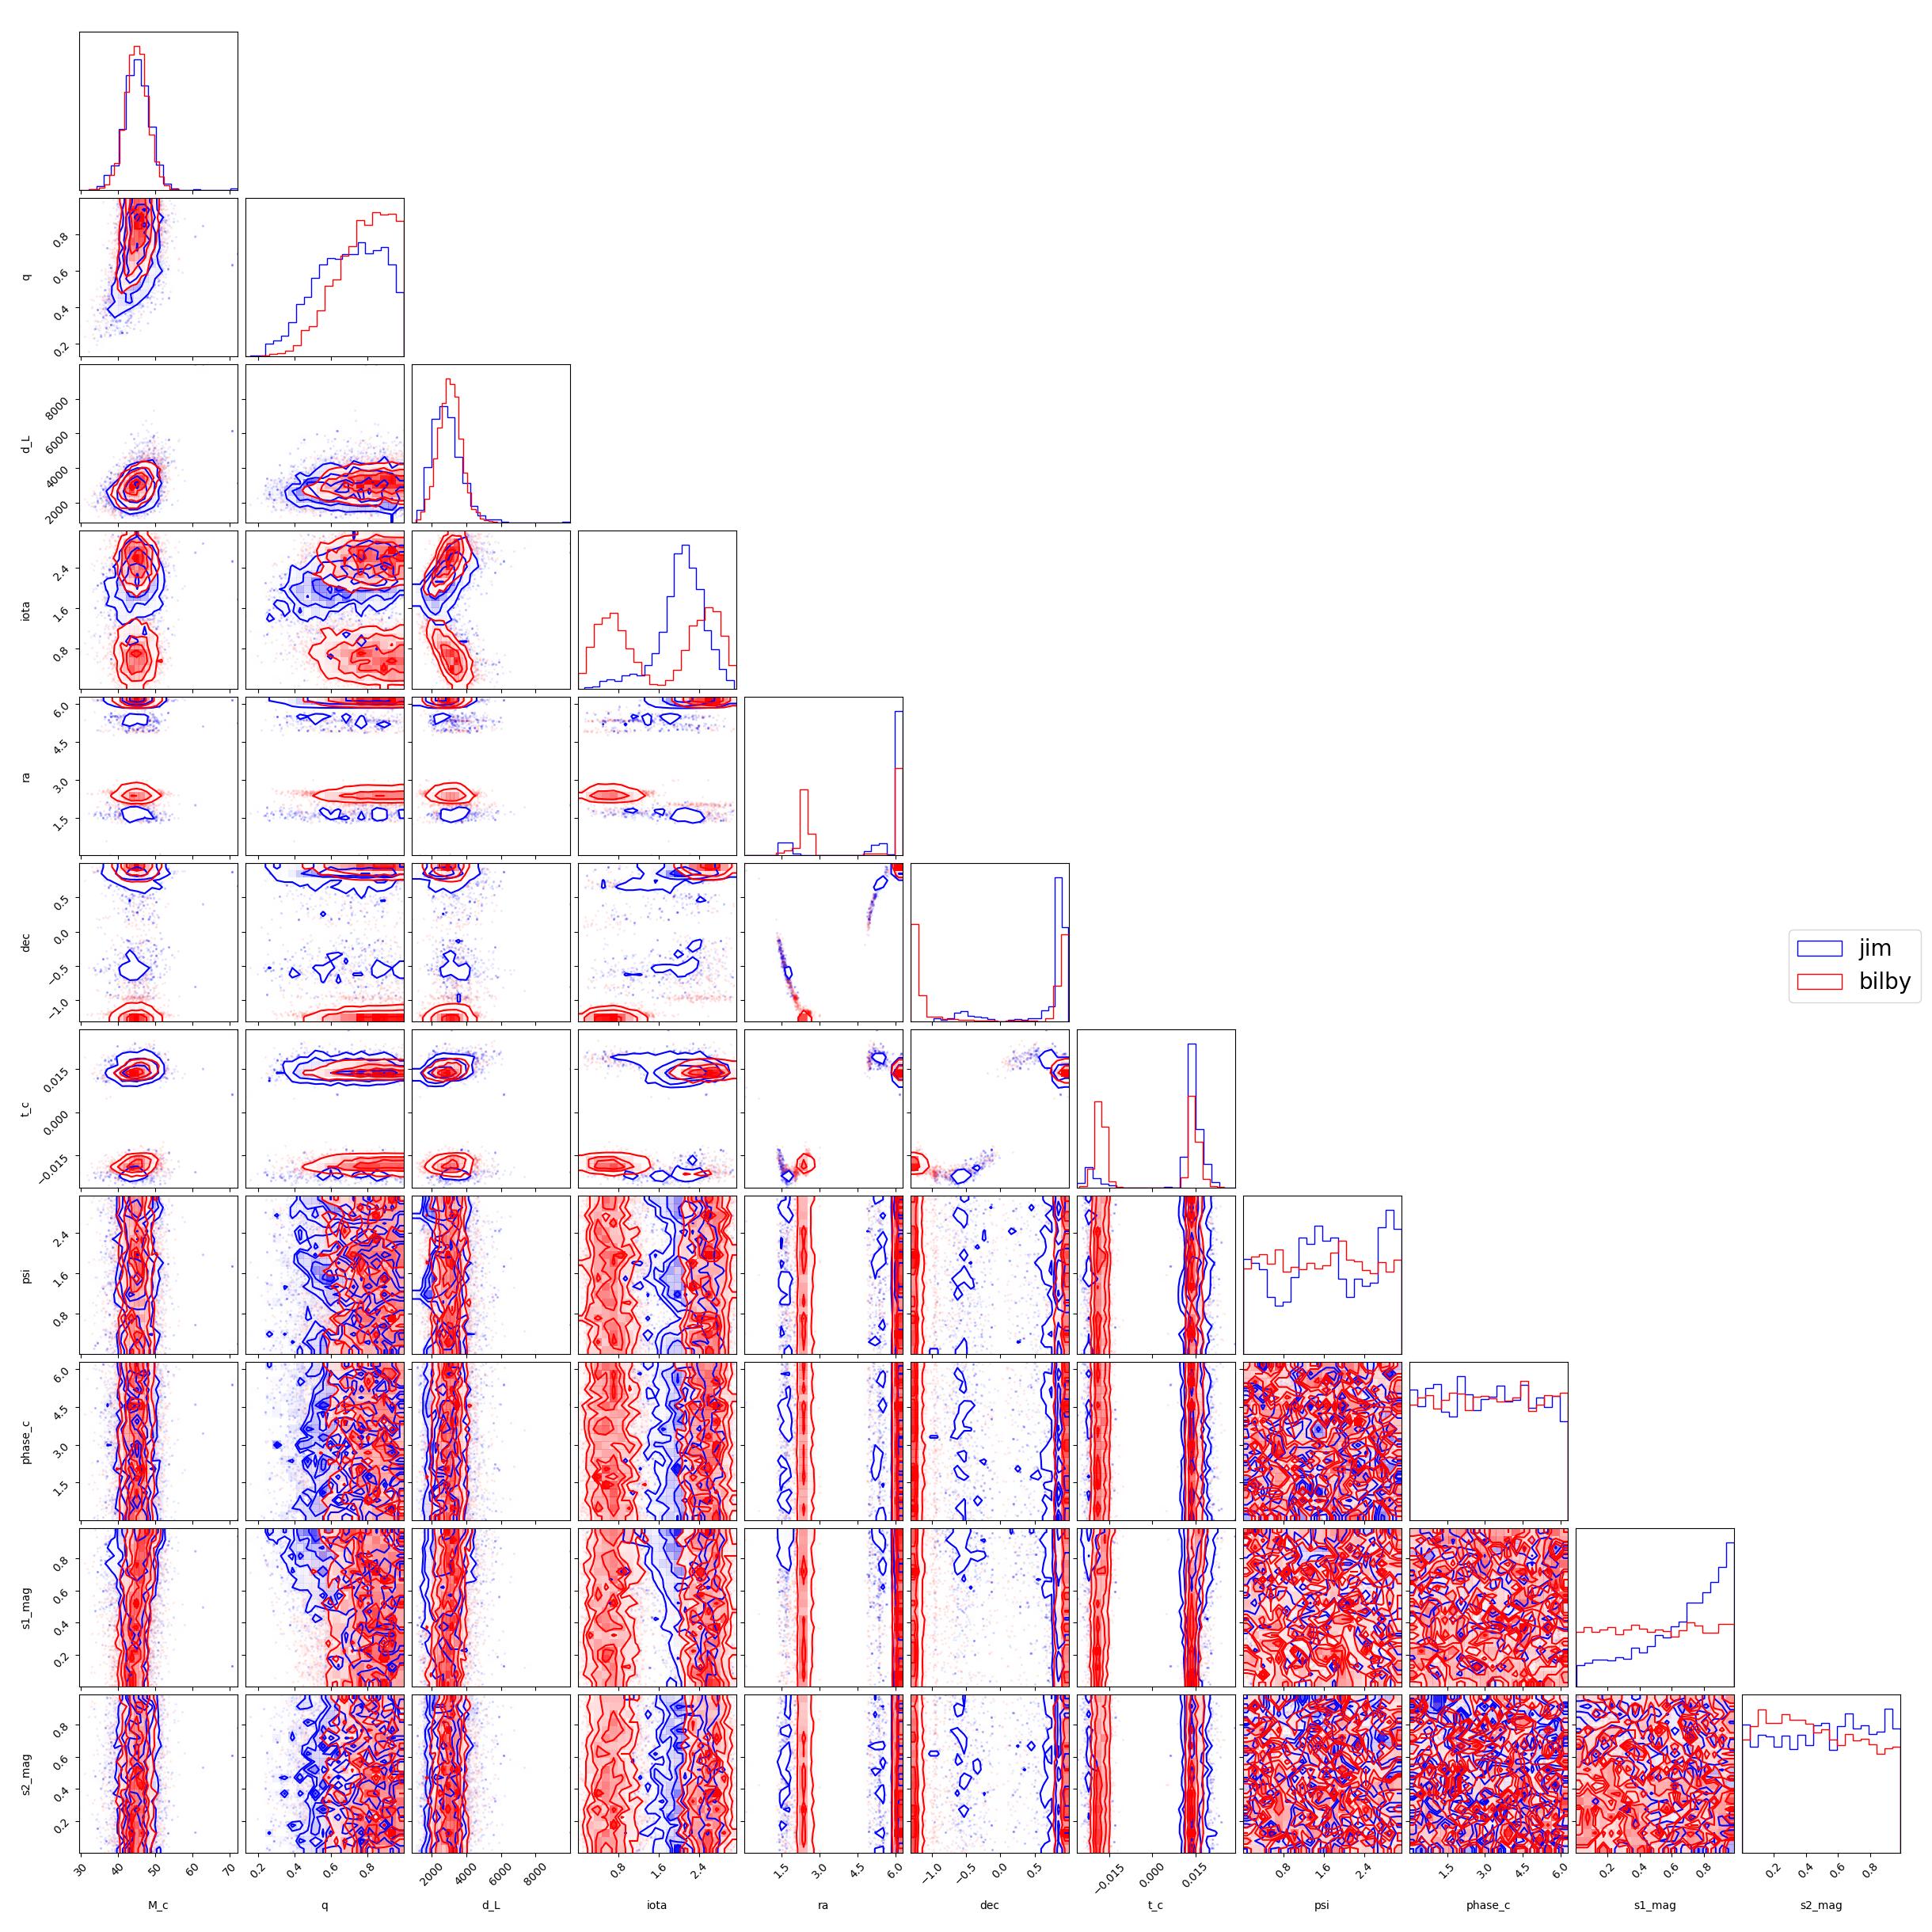 q
0.2
0.4
0.6
0.8
d_L
2000
4000
6000
8000
iota
0.8
1.6
2.4
ra
1.5
3.0
4.5
6.0
dec
−1.0
−0.5
0.0
0.5
jim
bilby
t_c
−0.015
0.000
0.015
psi
0.8
1.6
2.4
phase_c
1.5
3.0
4.5
6.0
s1_mag
0.2
0.4
0.6
0.8
s2_mag
0.2
0.4
0.6
0.8
30 40 50 60 70
0.2 0.4 0.6 0.8
2000 4000 6000 8000
0.8 1.6 2.4
1.5 3.0 4.5 6.0
−1.0 −0.5 0.0 0.5
−0.015 0.000 0.015
0.8 1.6 2.4
1.5 3.0 4.5 6.0
0.2 0.4 0.6 0.8
0.2 0.4 0.6 0.8
M_c q d_L iota ra dec t_c psi phase_c s1_mag s2_mag